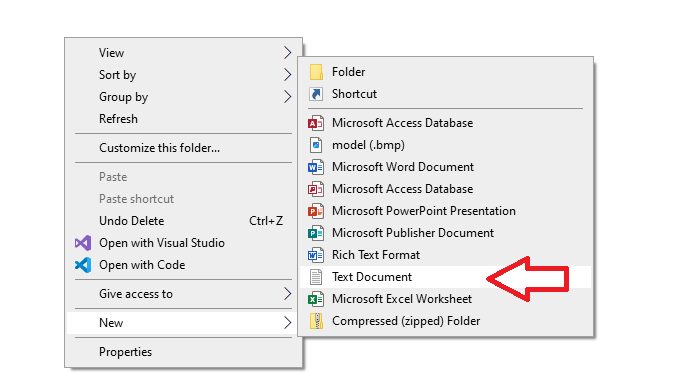 View
Sort by
Group by
Refresh
Customize this folder...
Paste
Paste shortcut
Undo Delete Ctrl+Z
Open with Visual Studio
Open with Code
Give access to
New
Properties
Folder
Shortcut
Microsoft Access Database
model (.bmp)
Microsoft Word Document
Microsoft Access Database
Microsoft PowerPoint Presentation
Microsoft Publisher Document
Rich Text Format
Text Document
Microsoft Excel Worksheet
Compressed (zipped) Folder